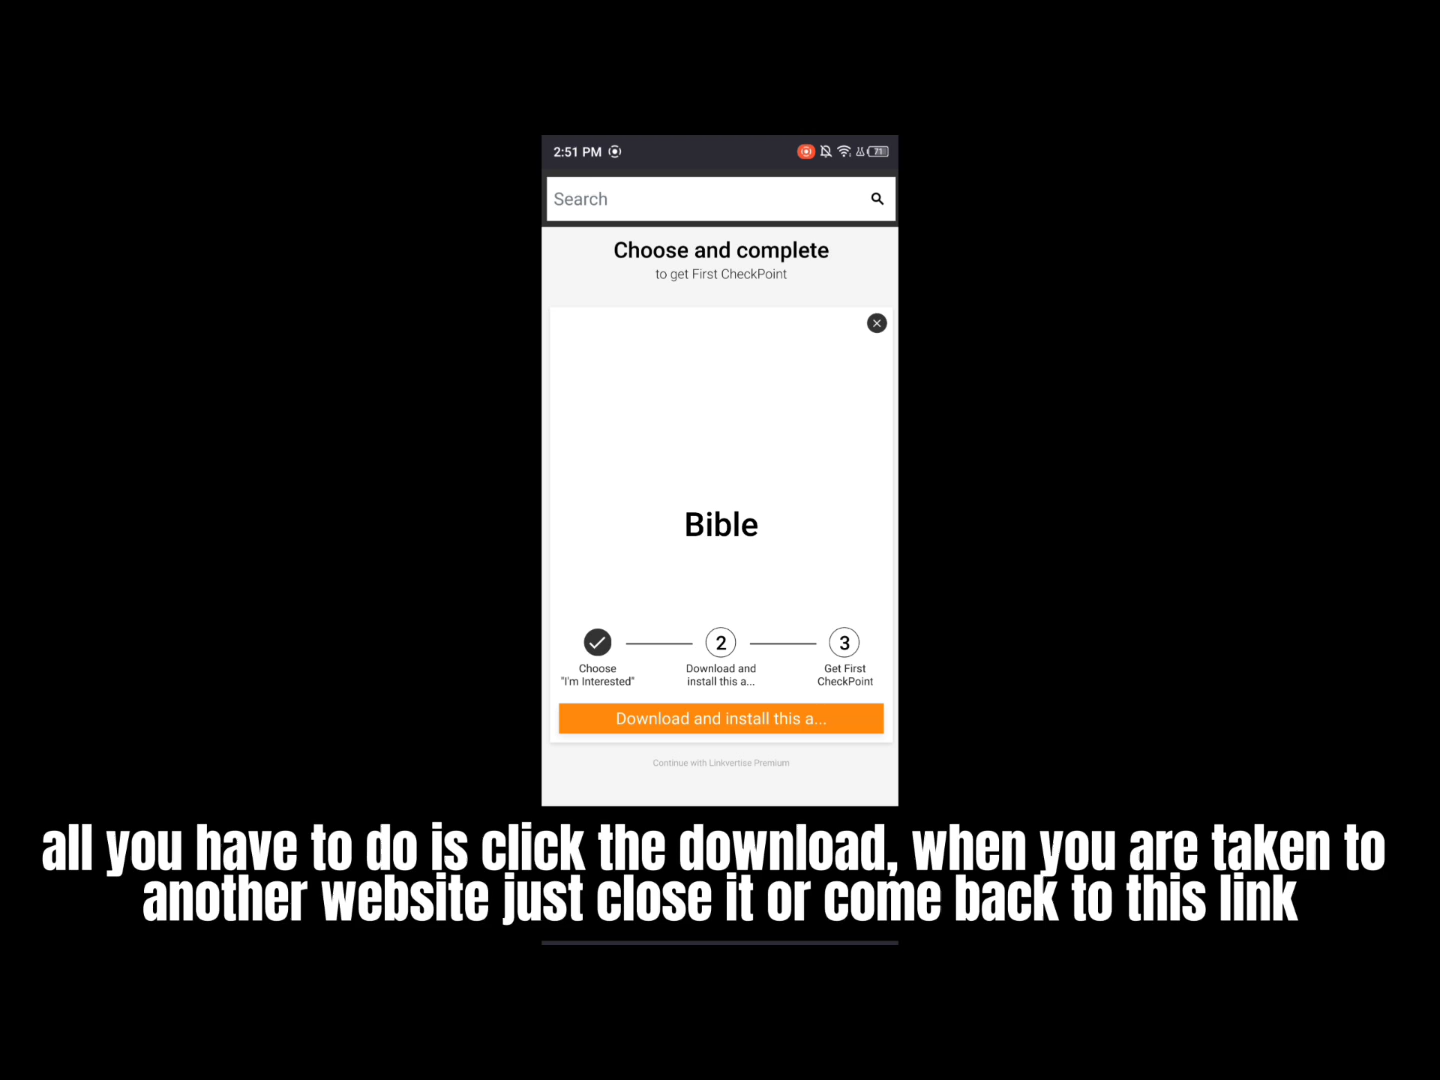 2:51 PM
71
Search
Choose and complete
to get First CheckPoint
Bible
2
3
Choose
"I'm Interested"
Download and
install this a...
Get First
CheckPoint
Download and install this a...
Continue with Linkvertise Premium
all you have to do is click the download, when you are taken to
another website just close it or come back to this link